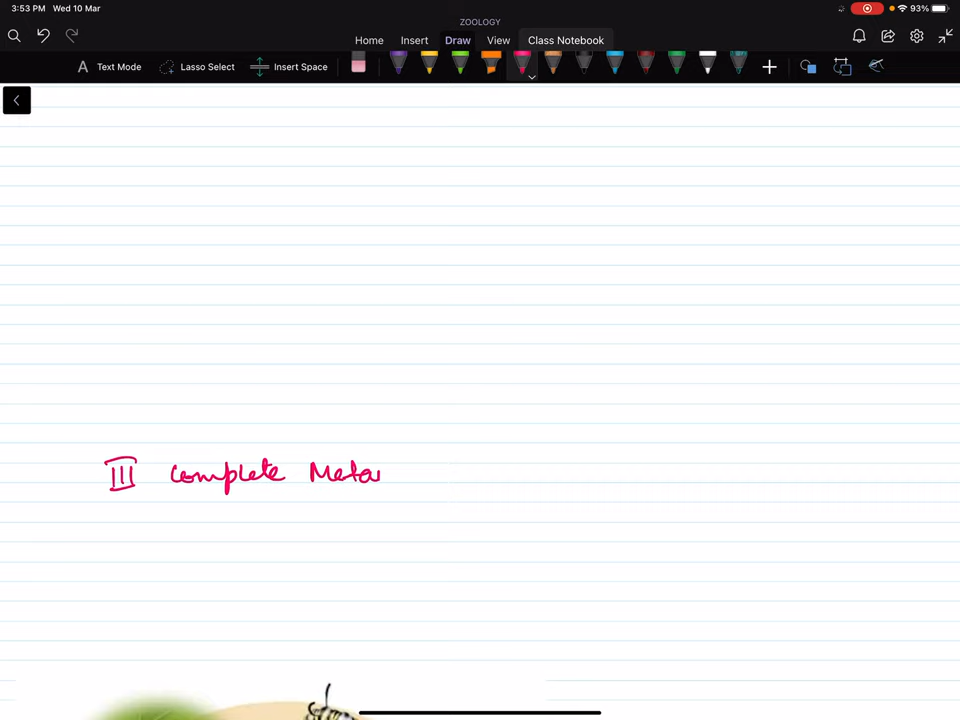 3:53 PM Wed 10 Mar
93%
ZOOLOGY
Home Insert Draw View Class Notebook
A Text Mode Lasso Select Insert Space
III Complete Meta